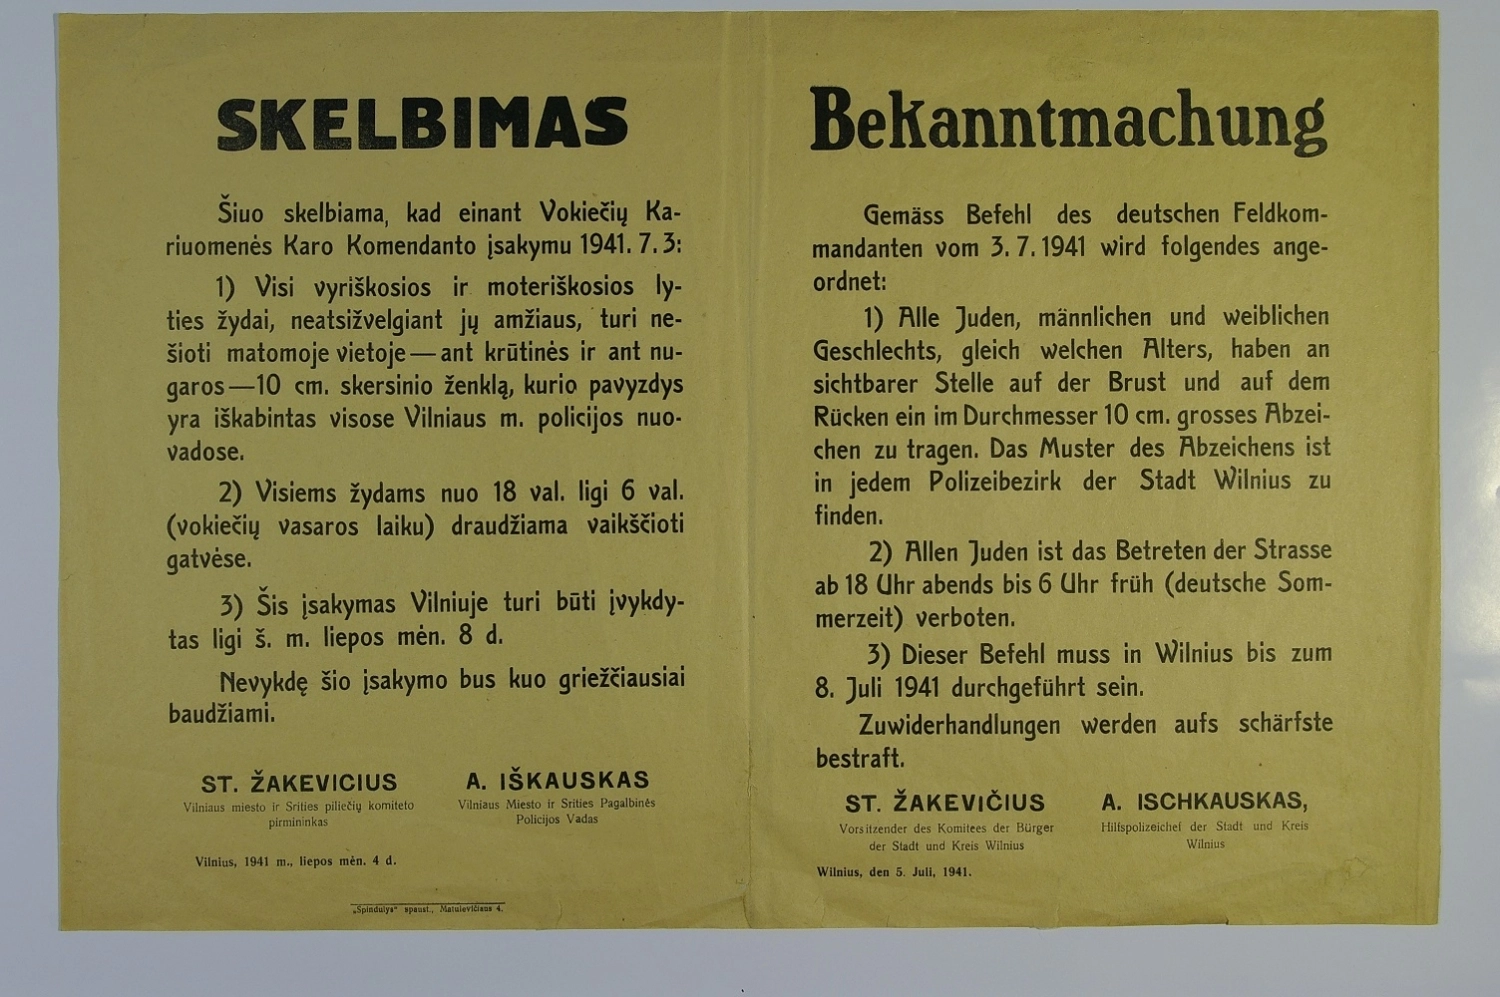 SKELBIMAS
Šiuo skelbiama, kad einant Vokiečių Ka-
riuomenės Karo Komendanto įsakymu 1941. 7. 3:
1) Visi vyriškosios ir moteriškosios ly-
ties žydai, neatsižvelgiant jų amžiaus, turi ne-
šioti matomoje vietoje — ant krūtinės ir ant nu-
garos — 10 cm. skersinio ženklą, kurio pavyzdys
yra iškabintas visose Vilniaus m. policijos nuo-
vadose.
2) Visiems žydams nuo 18 val. ligi 6 val.
(vokiečių vasaros laiku) draudžiama vaikščioti
gatvėse.
3) Šis įsakymas Vilniuje turi būti įvykdy-
tas ligi š. m. liepos mėn. 8 d.
Nevykdę šio įsakymo bus kuo griežčiausiai
baudžiami.
ST. ŽAKEVICIUS
Vilniaus miesto ir Srities piliečių komiteto
pirmininkas
A. IŠKAUSKAS
Vilniaus Miesto ir Srities Pagalbinės
Policijos Vadas
Vilnius, 1941 m., liepos mėn. 4 d.
„Spindulys“ spaust., Matulevičiaus 4.
Bekanntmachung
Gemäss Befehl des deutschen Feldkom-
mandanten vom 3. 7. 1941 wird folgendes ange-
ordnet:
1) Alle Juden, männlichen und weiblichen
Geschlechts, gleich welchen Alters, haben an
sichtbarer Stelle auf der Brust und auf dem
Rücken ein im Durchmesser 10 cm. grosses Abzei-
chen zu tragen. Das Muster des Abzeichens ist
in jedem Polizeibezirk der Stadt Wilnius zu
finden.
2) Allen Juden ist das Betreten der Strasse
ab 18 Uhr abends bis 6 Uhr früh (deutsche Som-
merzeit) verboten.
3) Dieser Befehl muss in Wilnius bis zum
8. Juli 1941 durchgeführt sein.
Zuwiderhandlungen werden aufs schärfste
bestraft.
ST. ŽAKEVIČIUS
Vorsitzender des Komitees der Bürger
der Stadt und Kreis Wilnius
A. ISCHKAUSKAS,
Hilfspolizeichef der Stadt und Kreis
Wilnius
Wilnius, den 5. Juli, 1941.